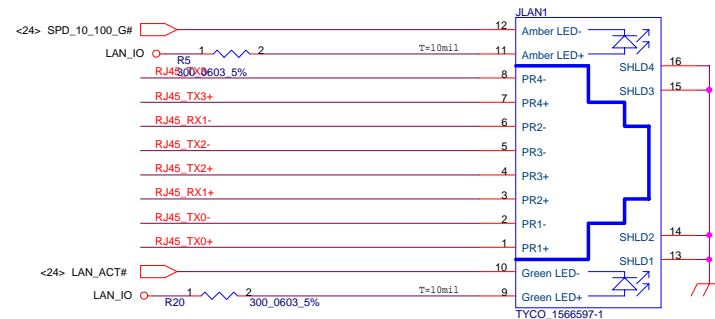 JLAN1
<24> SPD_10_100_G# 12 Amber LED-
LAN_IO 1 2 T=10mil 11 Amber LED+
R5
300_0603_5%
SHLD4 16
RJ45_TX3- 8 PR4-
SHLD3 15
RJ45_TX3+ 7 PR4+
RJ45_RX1- 6 PR2-
RJ45_TX2- 5 PR3-
RJ45_TX2+ 4 PR3+
RJ45_RX1+ 3 PR2+
RJ45_TX0- 2 PR1-
SHLD2 14
RJ45_TX0+ 1 PR1+
SHLD1 13
<24> LAN_ACT# 10 Green LED-
LAN_IO 1 2 T=10mil 9 Green LED+
R20 300_0603_5%
TYCO_1566597-1